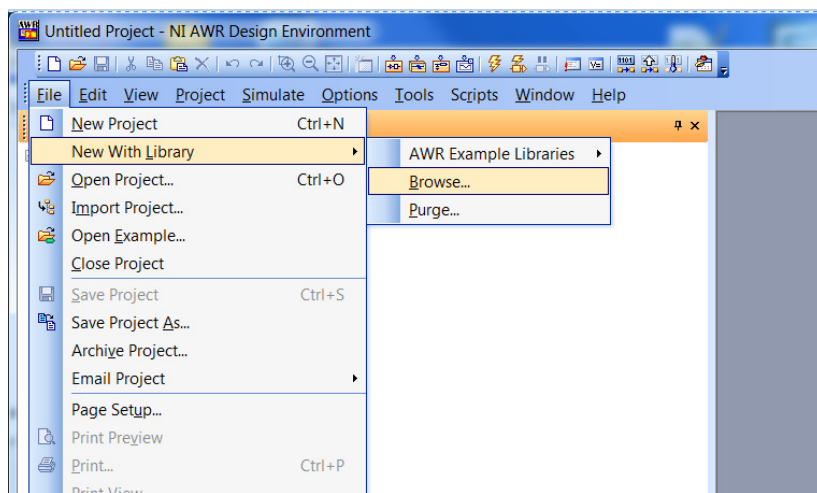 Untitled Project - NI AWR Design Environment
File Edit View Project Simulate Options Tools Scripts Window Help
New Project Ctrl+N
New With Library
AWR Example Libraries
Open Project... Ctrl+O
Browse...
Import Project...
Purge...
Open Example...
Close Project
Save Project Ctrl+S
Save Project As...
Archive Project...
Email Project
Page Setup...
Print Preview
Print... Ctrl+P
Print View